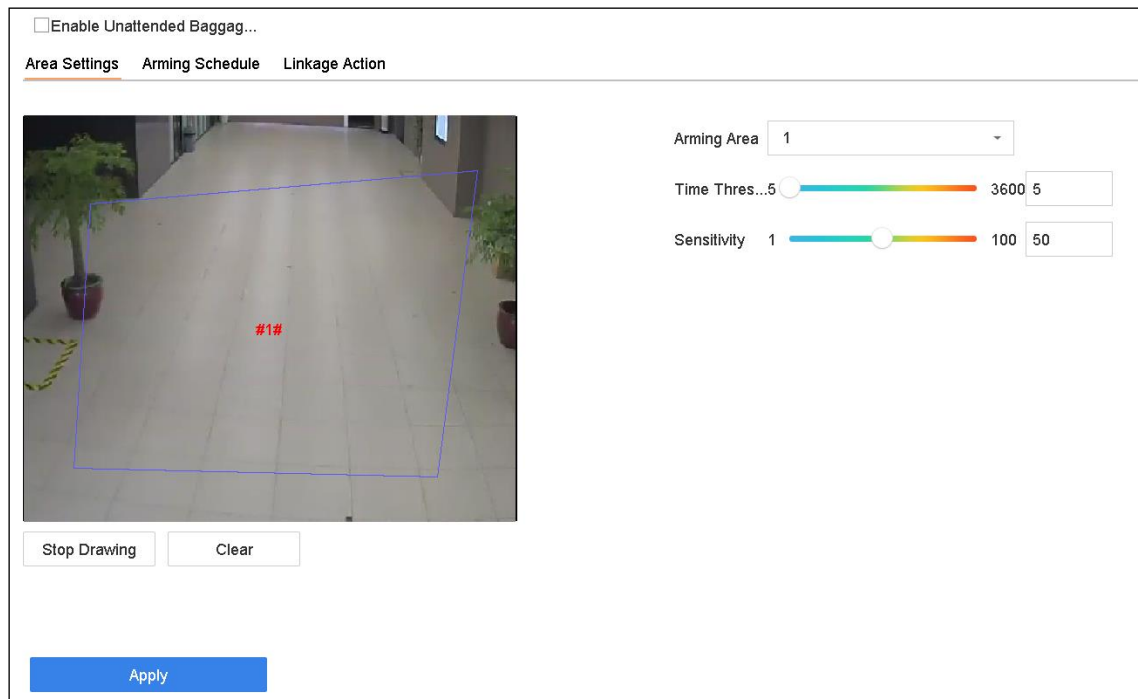 Enable Unattended Baggag...
Area Settings Arming Schedule Linkage Action
Arming Area 1
Time Thres...5 3600 5
Sensitivity 1 100 50
#1#
Stop Drawing Clear
Apply